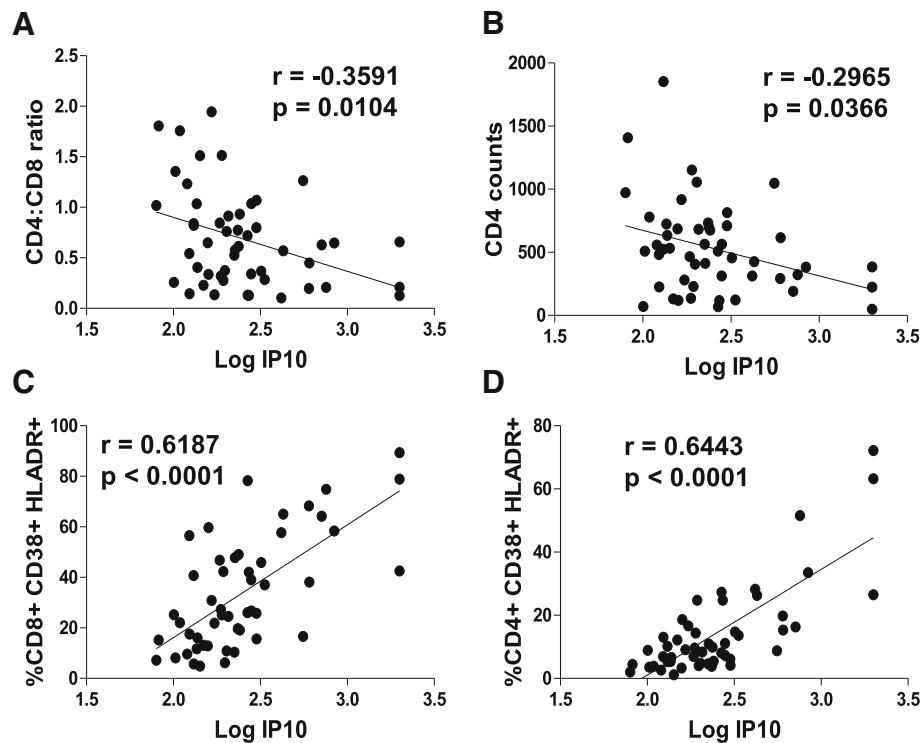 A
r = -0.3591
p = 0.0104
CD4:CD8 ratio
2.5
2.0
1.5
1.0
0.5
0.0
1.5 2.0 2.5 3.0 3.5
Log IP10
B
r = -0.2965
p = 0.0366
CD4 counts
2000
1500
1000
500
0
1.5 2.0 2.5 3.0 3.5
Log IP10
C
r = 0.6187
p < 0.0001
%CD8+ CD38+ HLADR+
100
80
60
40
20
0
1.5 2.0 2.5 3.0 3.5
Log IP10
D
r = 0.6443
p < 0.0001
%CD4+ CD38+ HLADR+
80
60
40
20
0
1.5 2.0 2.5 3.0 3.5
Log IP10